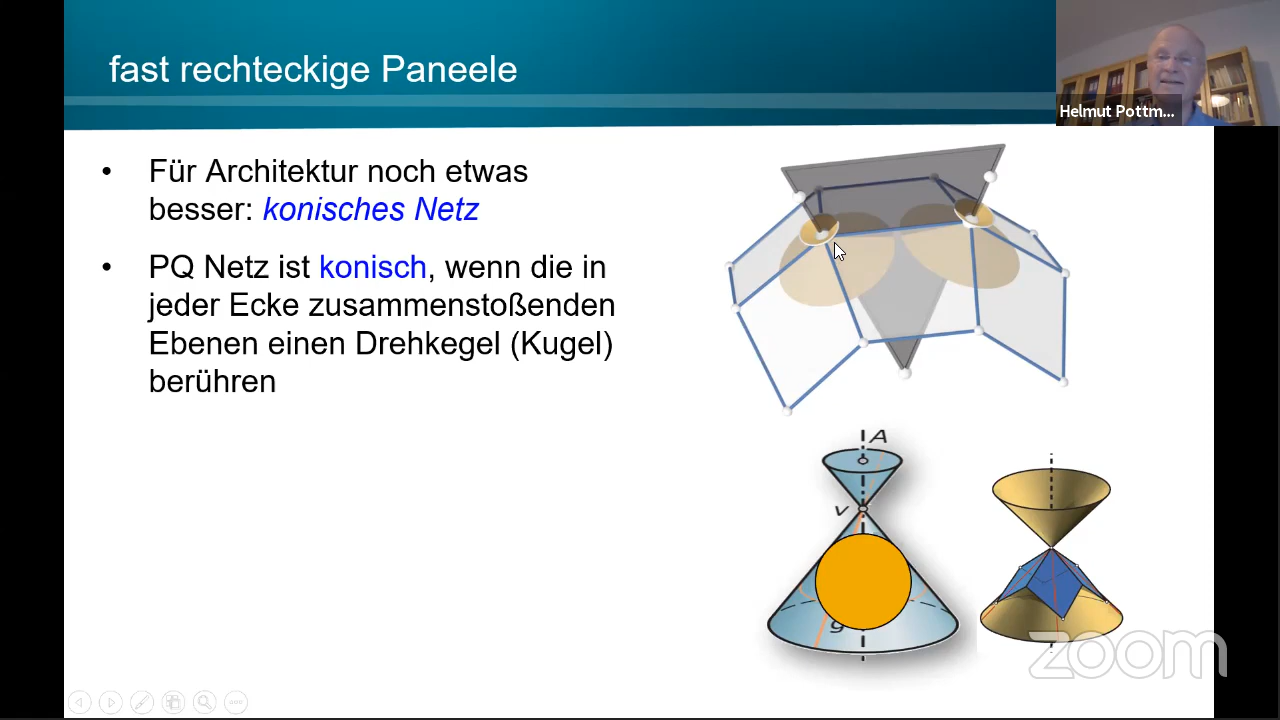 fast rechteckige Paneele
Helmut Pottm...
• Für Architektur noch etwas
besser: konisches Netz
• PQ Netz ist konisch, wenn die in
jeder Ecke zusammenstoßenden
Ebenen einen Drehkegel (Kugel)
berühren
A
v
g
zoom